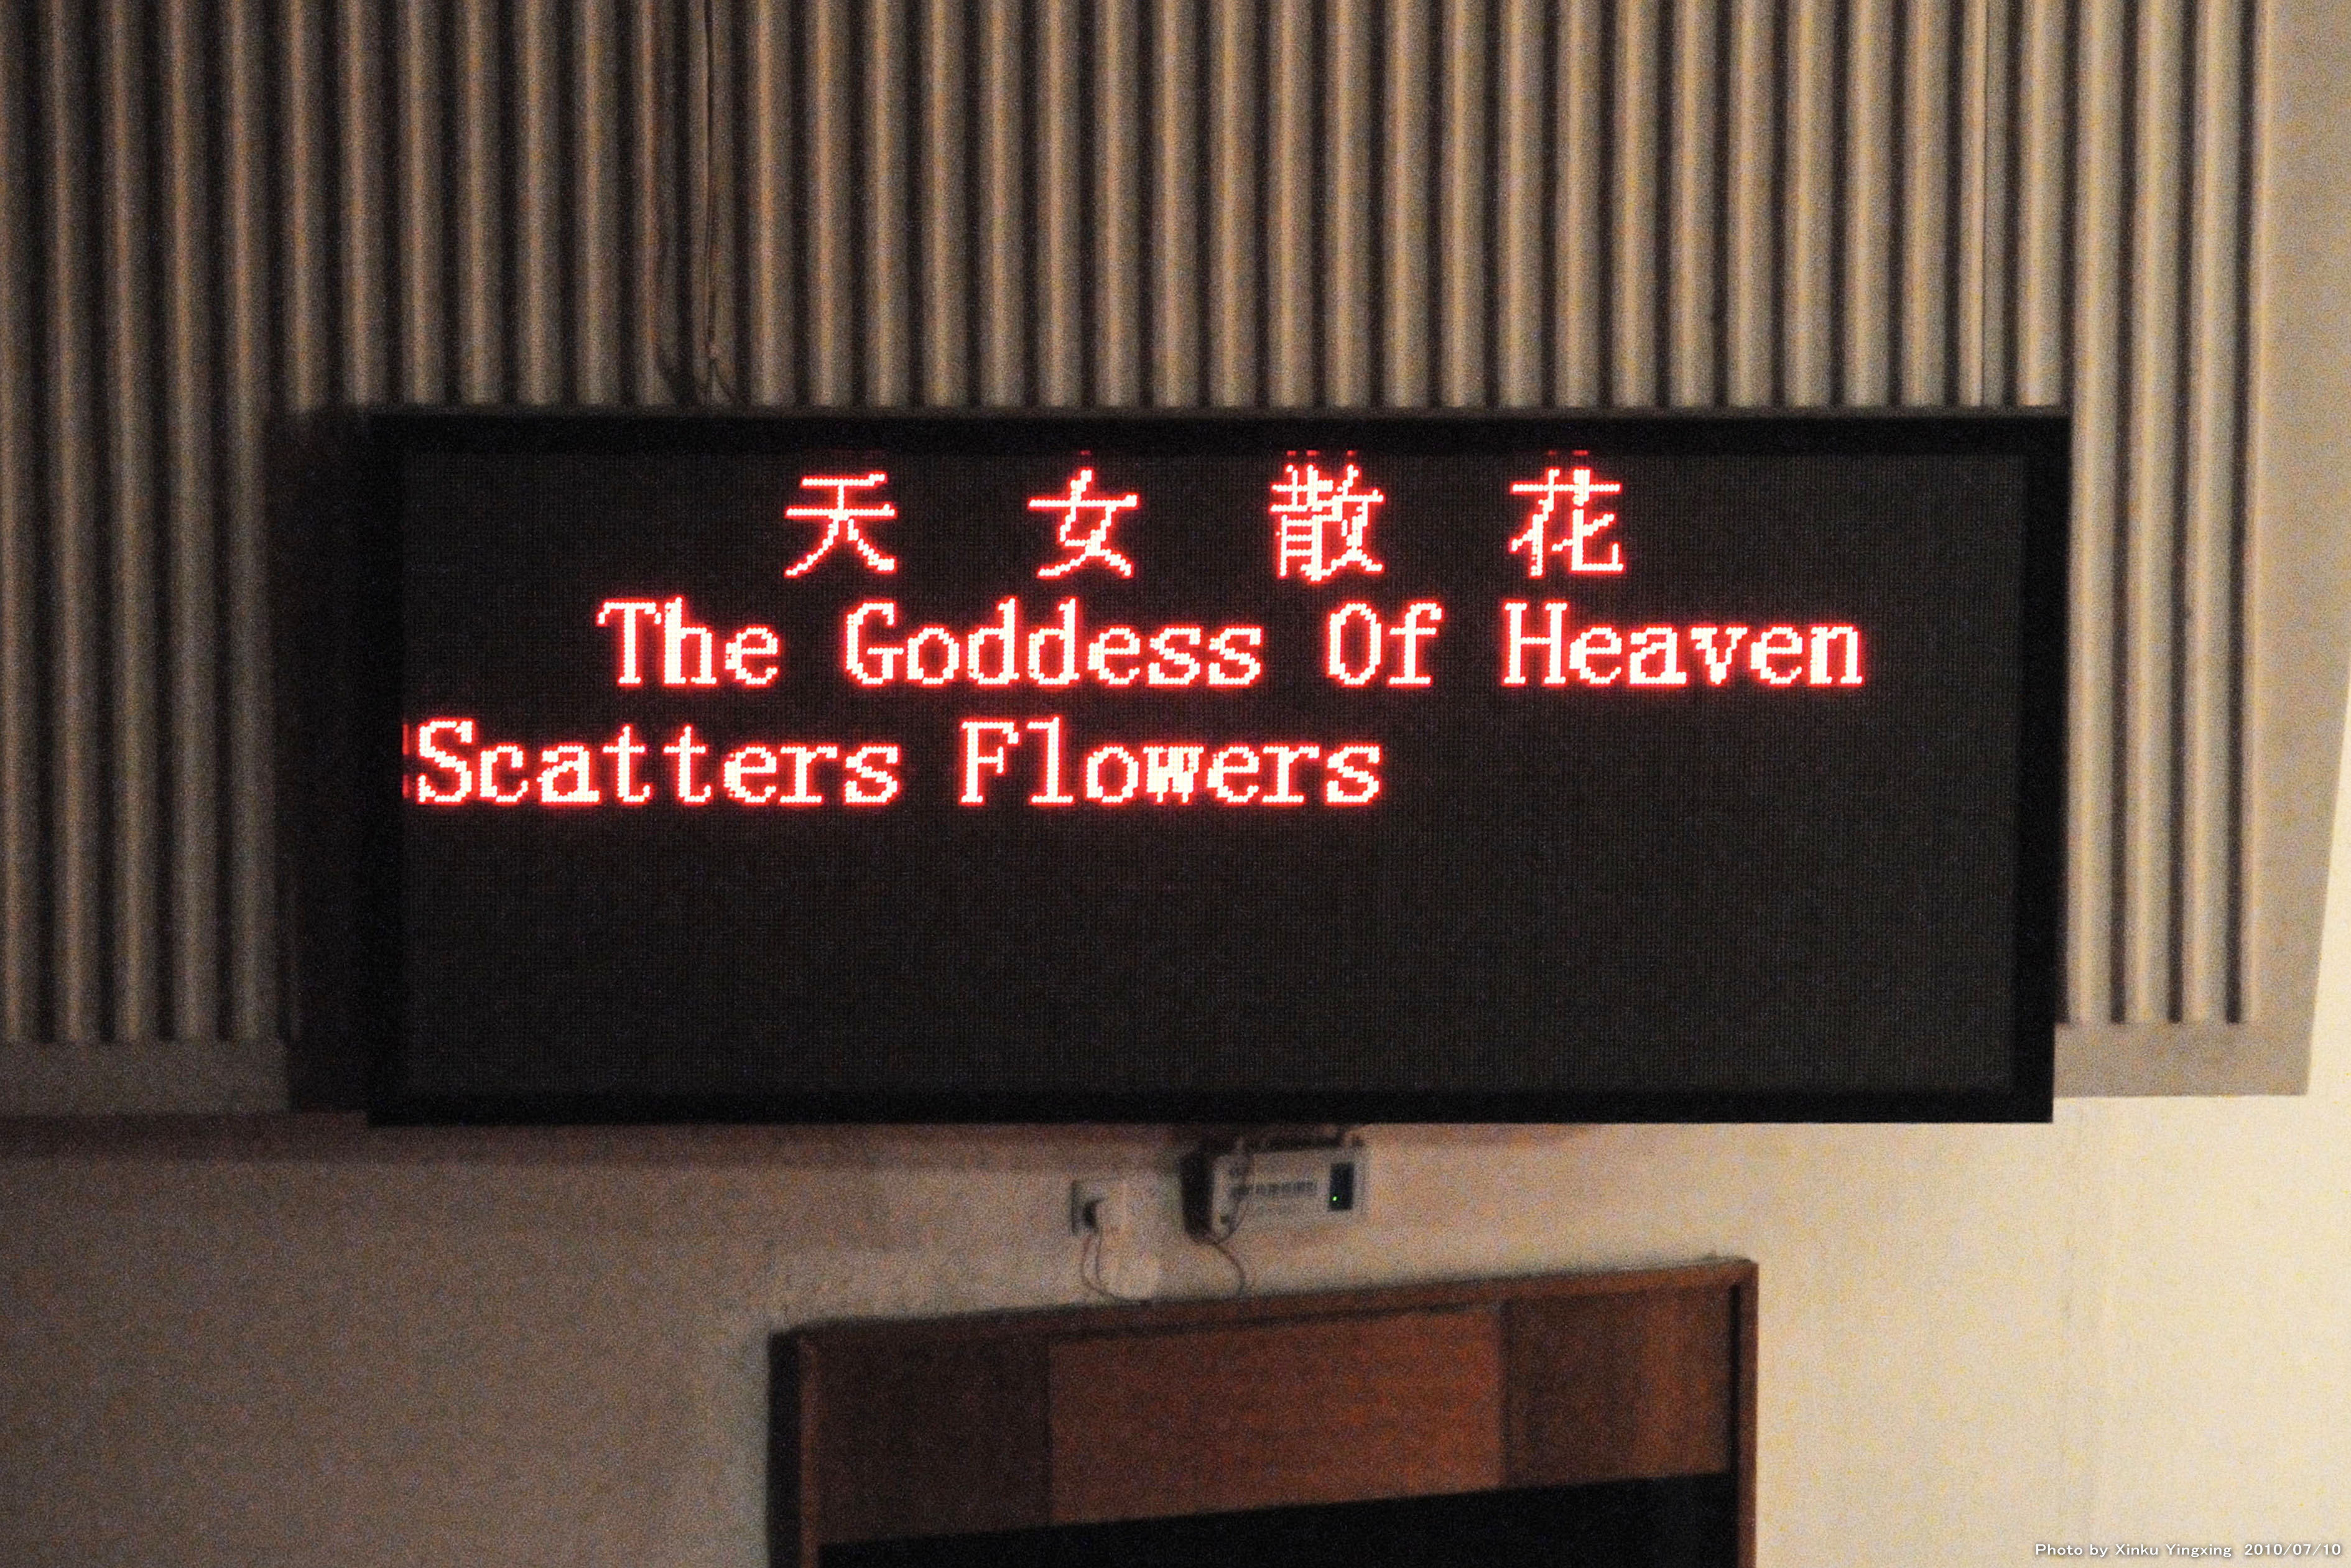 天 女 散 花
The Goddess Of Heaven
Scatters Flowers
Photo by Xinku Yingxing 2010/07/10